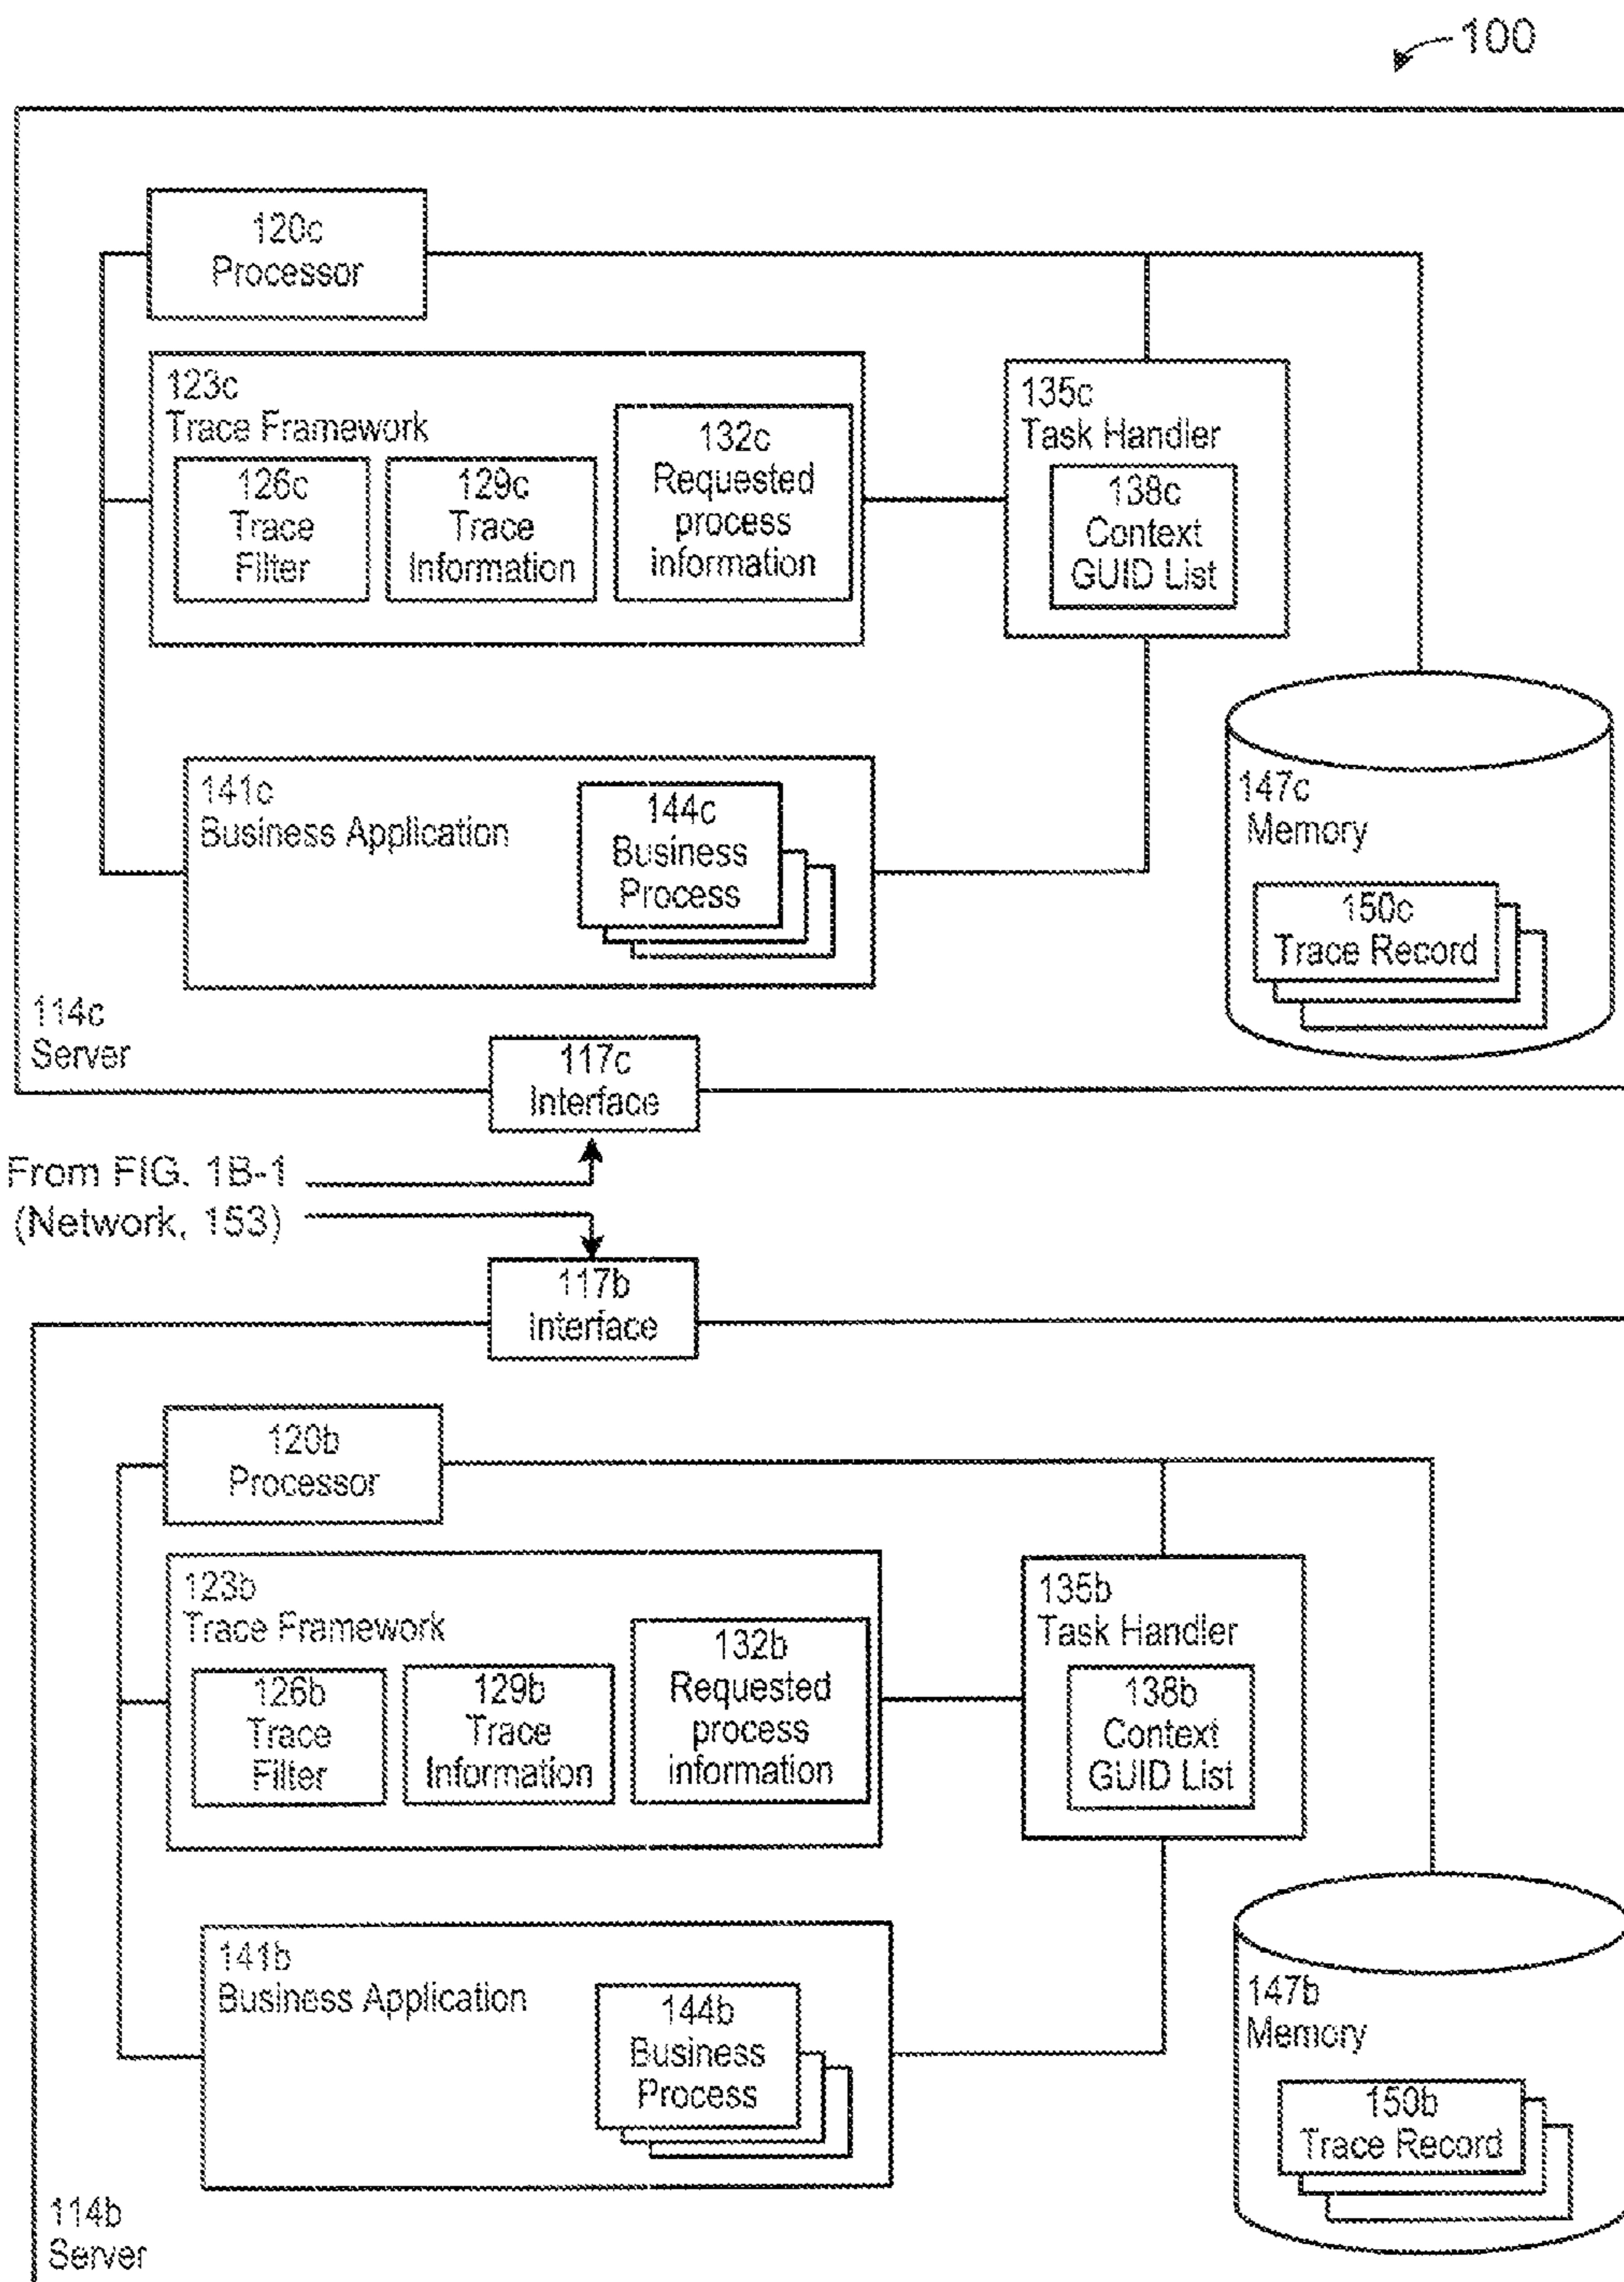 100
120c
Processor
123c
Trace Framework
126c
Trace
Filter
129c
Trace
Information
132c
Requested
process
information
135c
Task Handler
138c
Context
GUID List
141c
Business Application
144c
Business
Process
147c
Memory
150c
Trace Record
114c
Server
117c
Interface
From FIG. 1B-1
(Network, 153)
117b
Interface
120b
Processor
123b
Trace Framework
126b
Trace
Filter
129b
Trace
Information
132b
Requested
process
information
135b
Task Handler
138b
Context
GUID List
141b
Business Application
144b
Business
Process
147b
Memory
150b
Trace Record
114b
Server